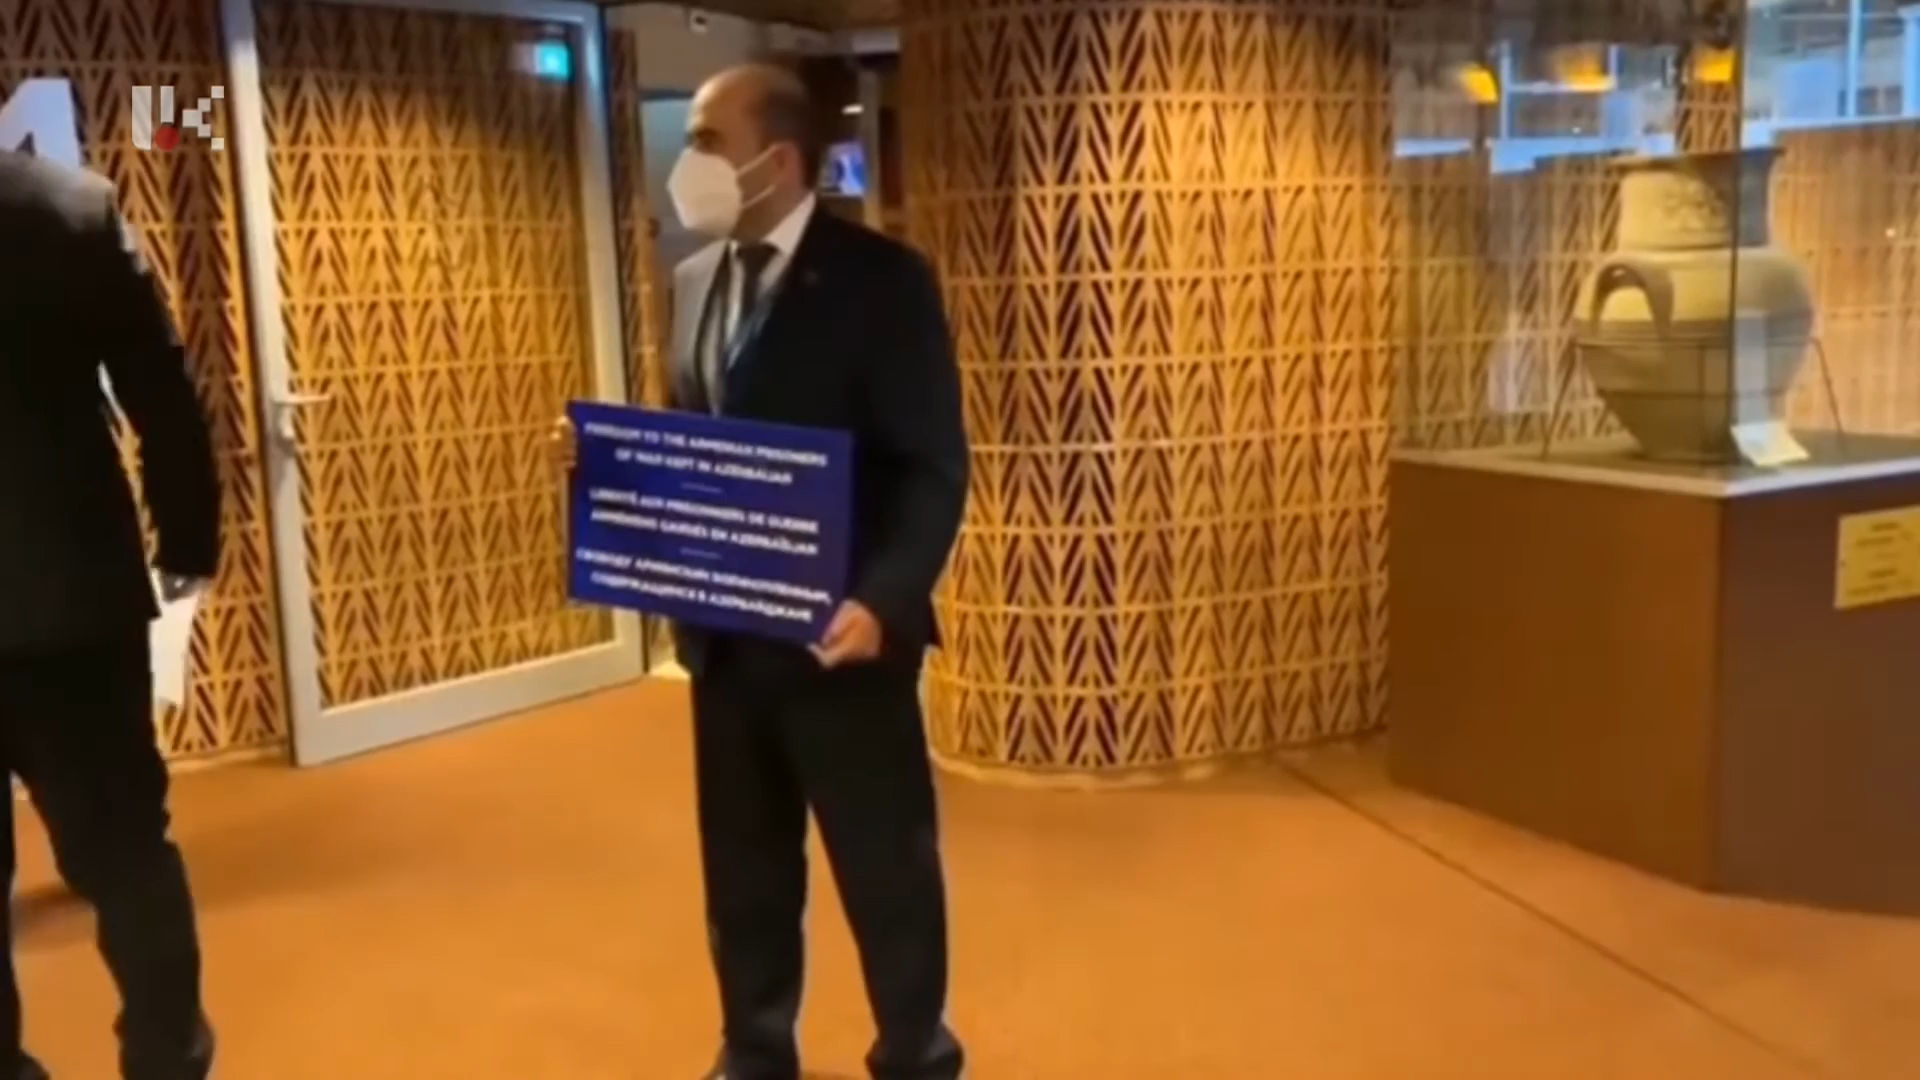 FREEDOM TO THE ARMENIAN PRISONERS
OF WAR KEPT IN AZERBAIJAN
LIBERTÉ AUX PRISONNIERS DE GUERRE
ARMÉNIENS GARDÉS EN AZERBAÏDJAN
СВОБОДУ АРМЯНСКИМ ВОЕННОПЛЕННЫМ,
СОДЕРЖАЩИМСЯ В АЗЕРБАЙДЖАНЕ